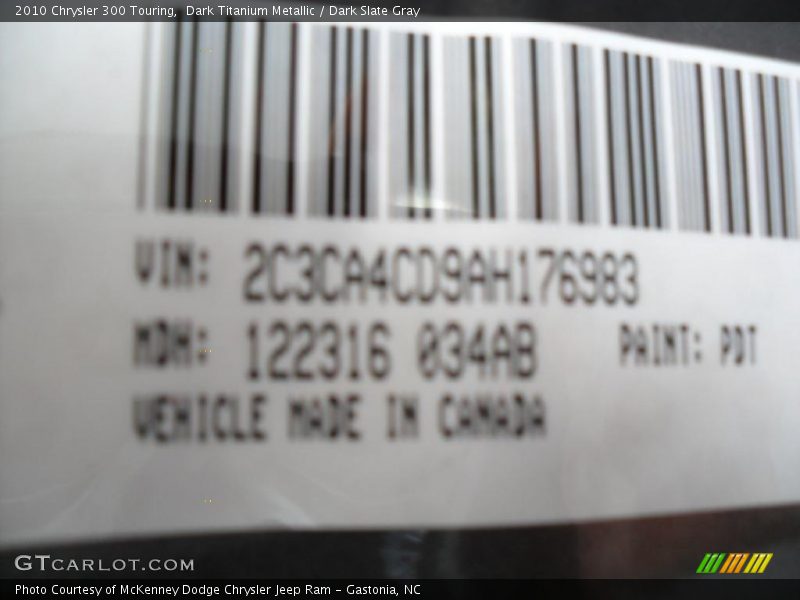 2010 Chrysler 300 Touring,  Dark Titanium Metallic / Dark Slate Gray
VIN: 2C3CA4CD9AH176983
MDH: 122316 034AB PAINT: PDT
VEHICLE MADE IN CANADA
GTCARLOT.COM
Photo Courtesy of McKenney Dodge Chrysler Jeep Ram – Gastonia, NC